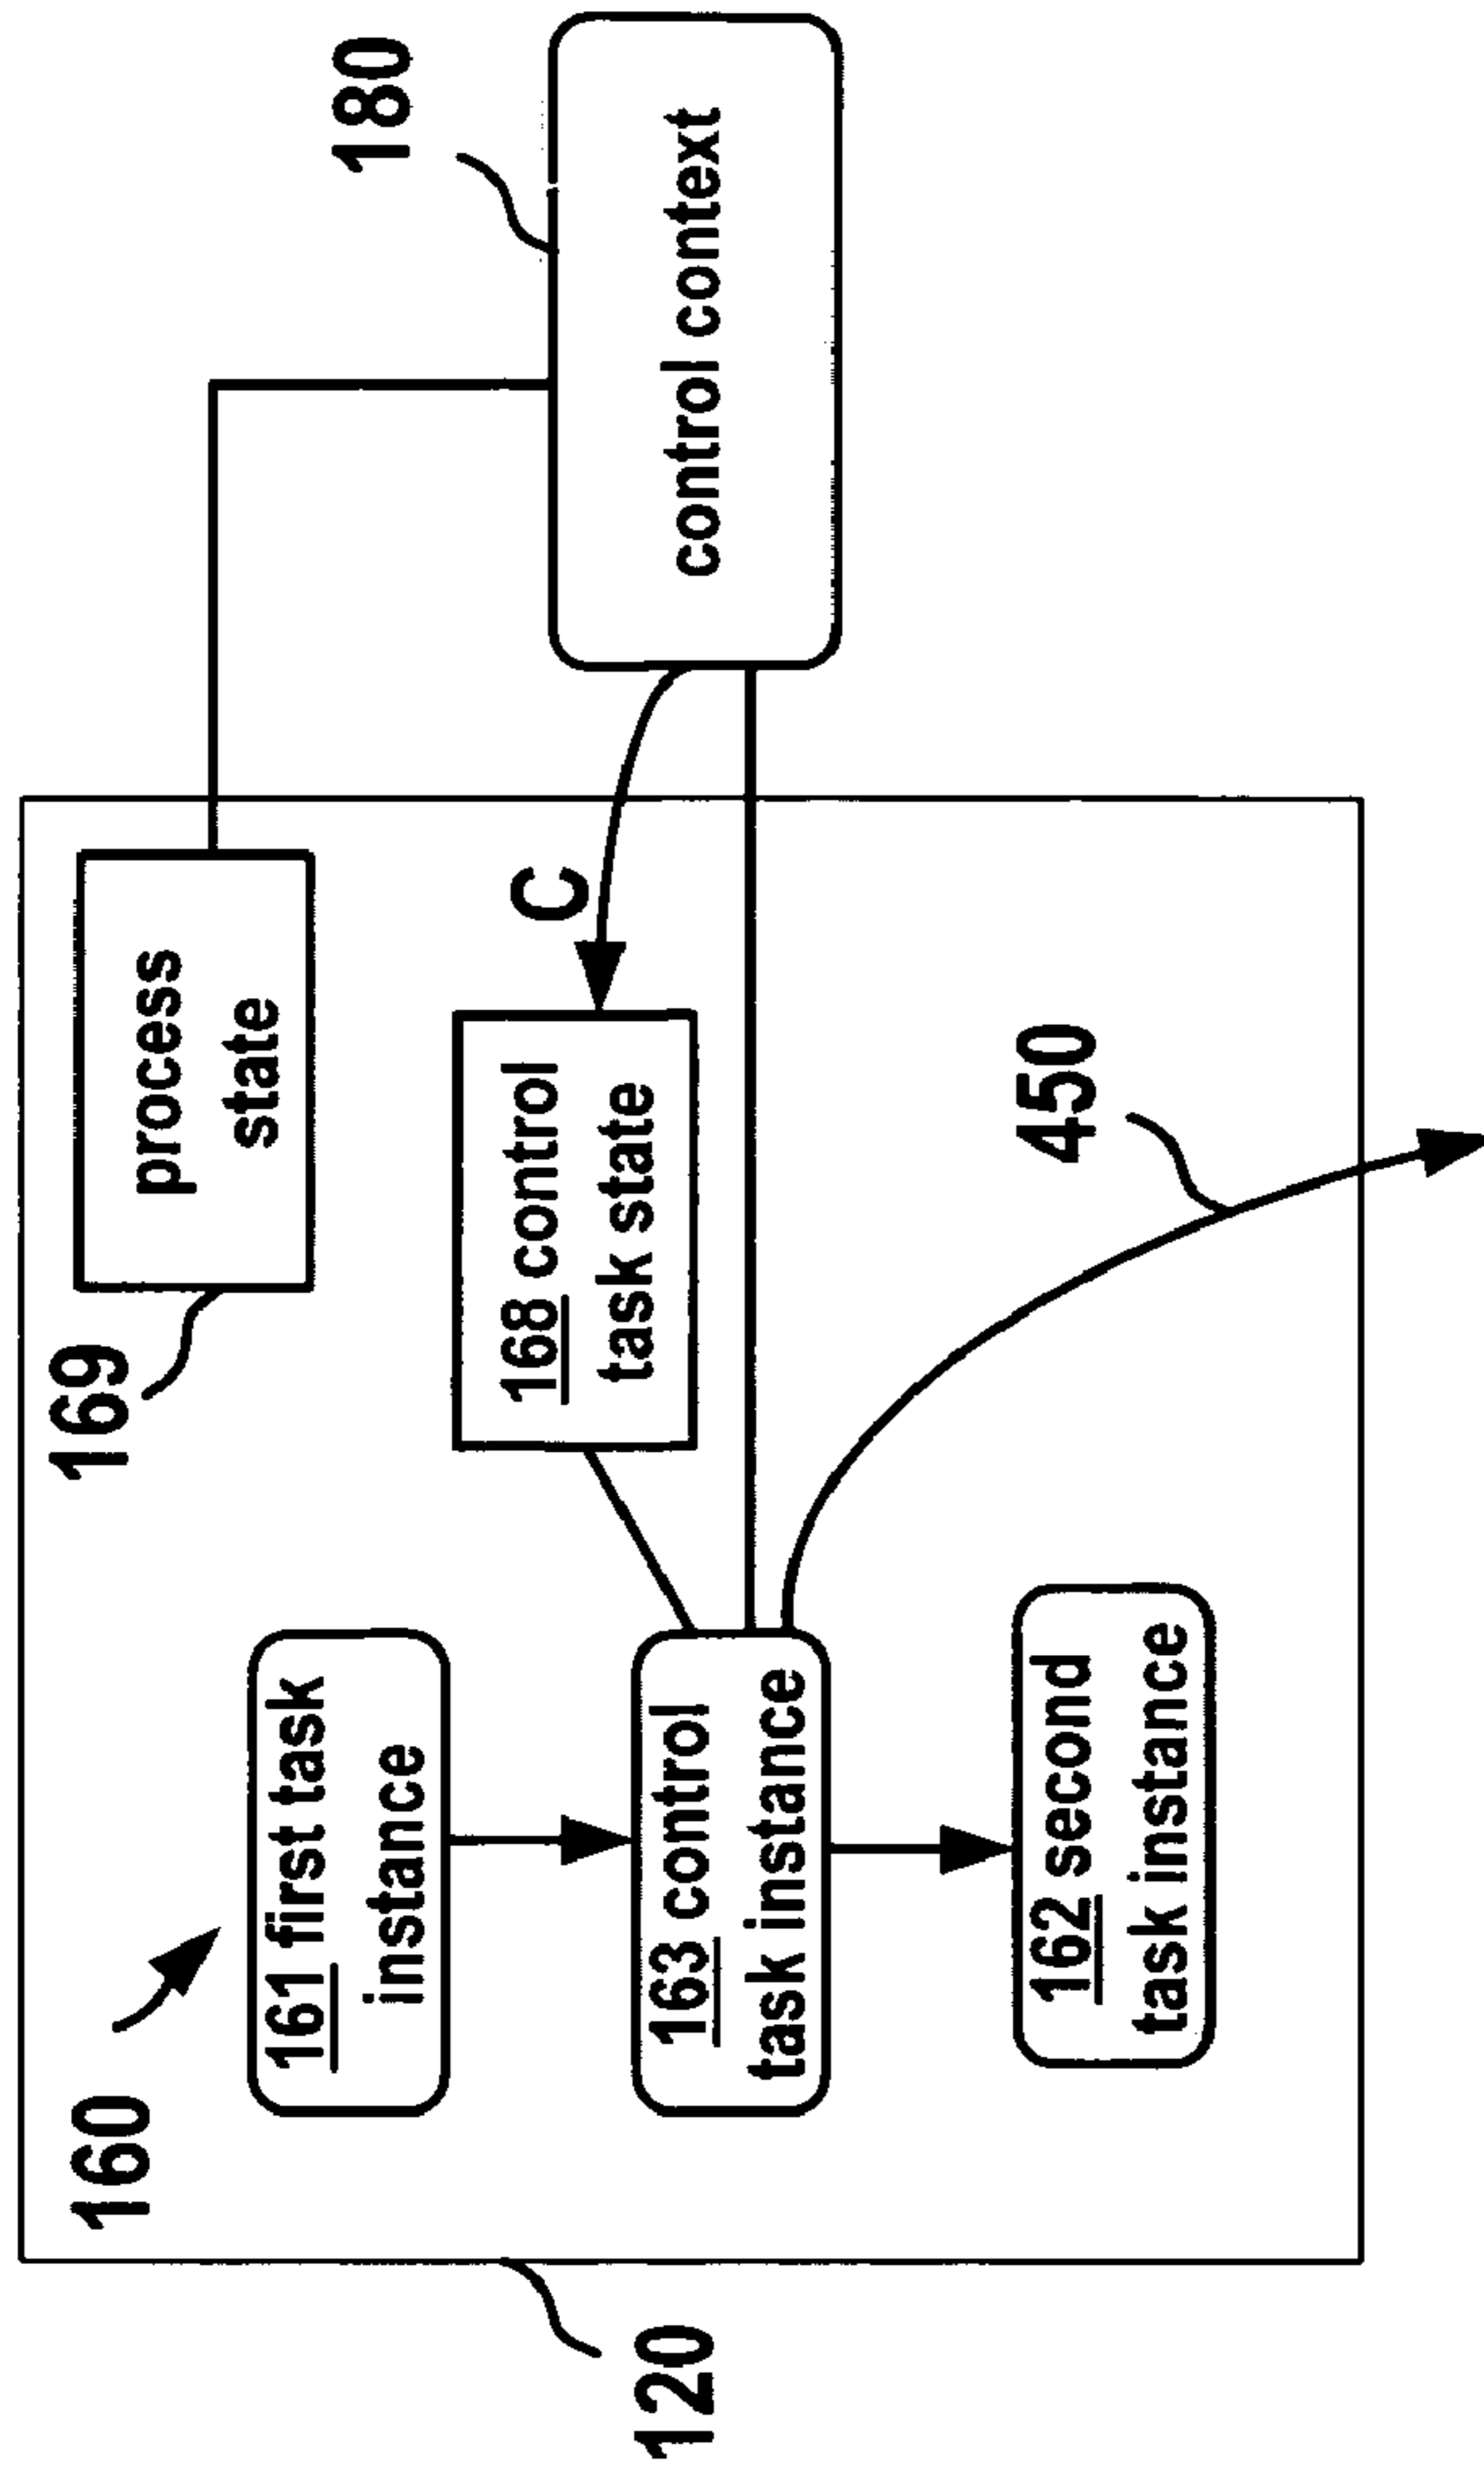 160
169
process
state
180
161 first task
instance
168 control
task state
C
control context
120
163 control
task instance
450
162 second
task instance